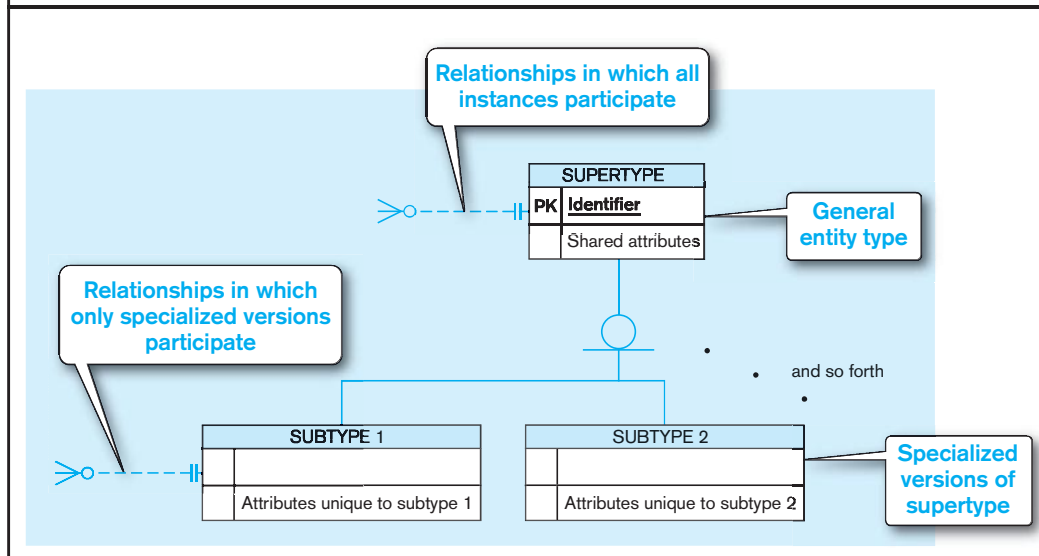 Relationships in which all
instances participate
SUPERTYPE
PK Identifier
Shared attributes
General
entity type
Relationships in which
only specialized versions
participate
and so forth
SUBTYPE 1
Attributes unique to subtype 1
SUBTYPE 2
Attributes unique to subtype 2
Specialized
versions of
supertype